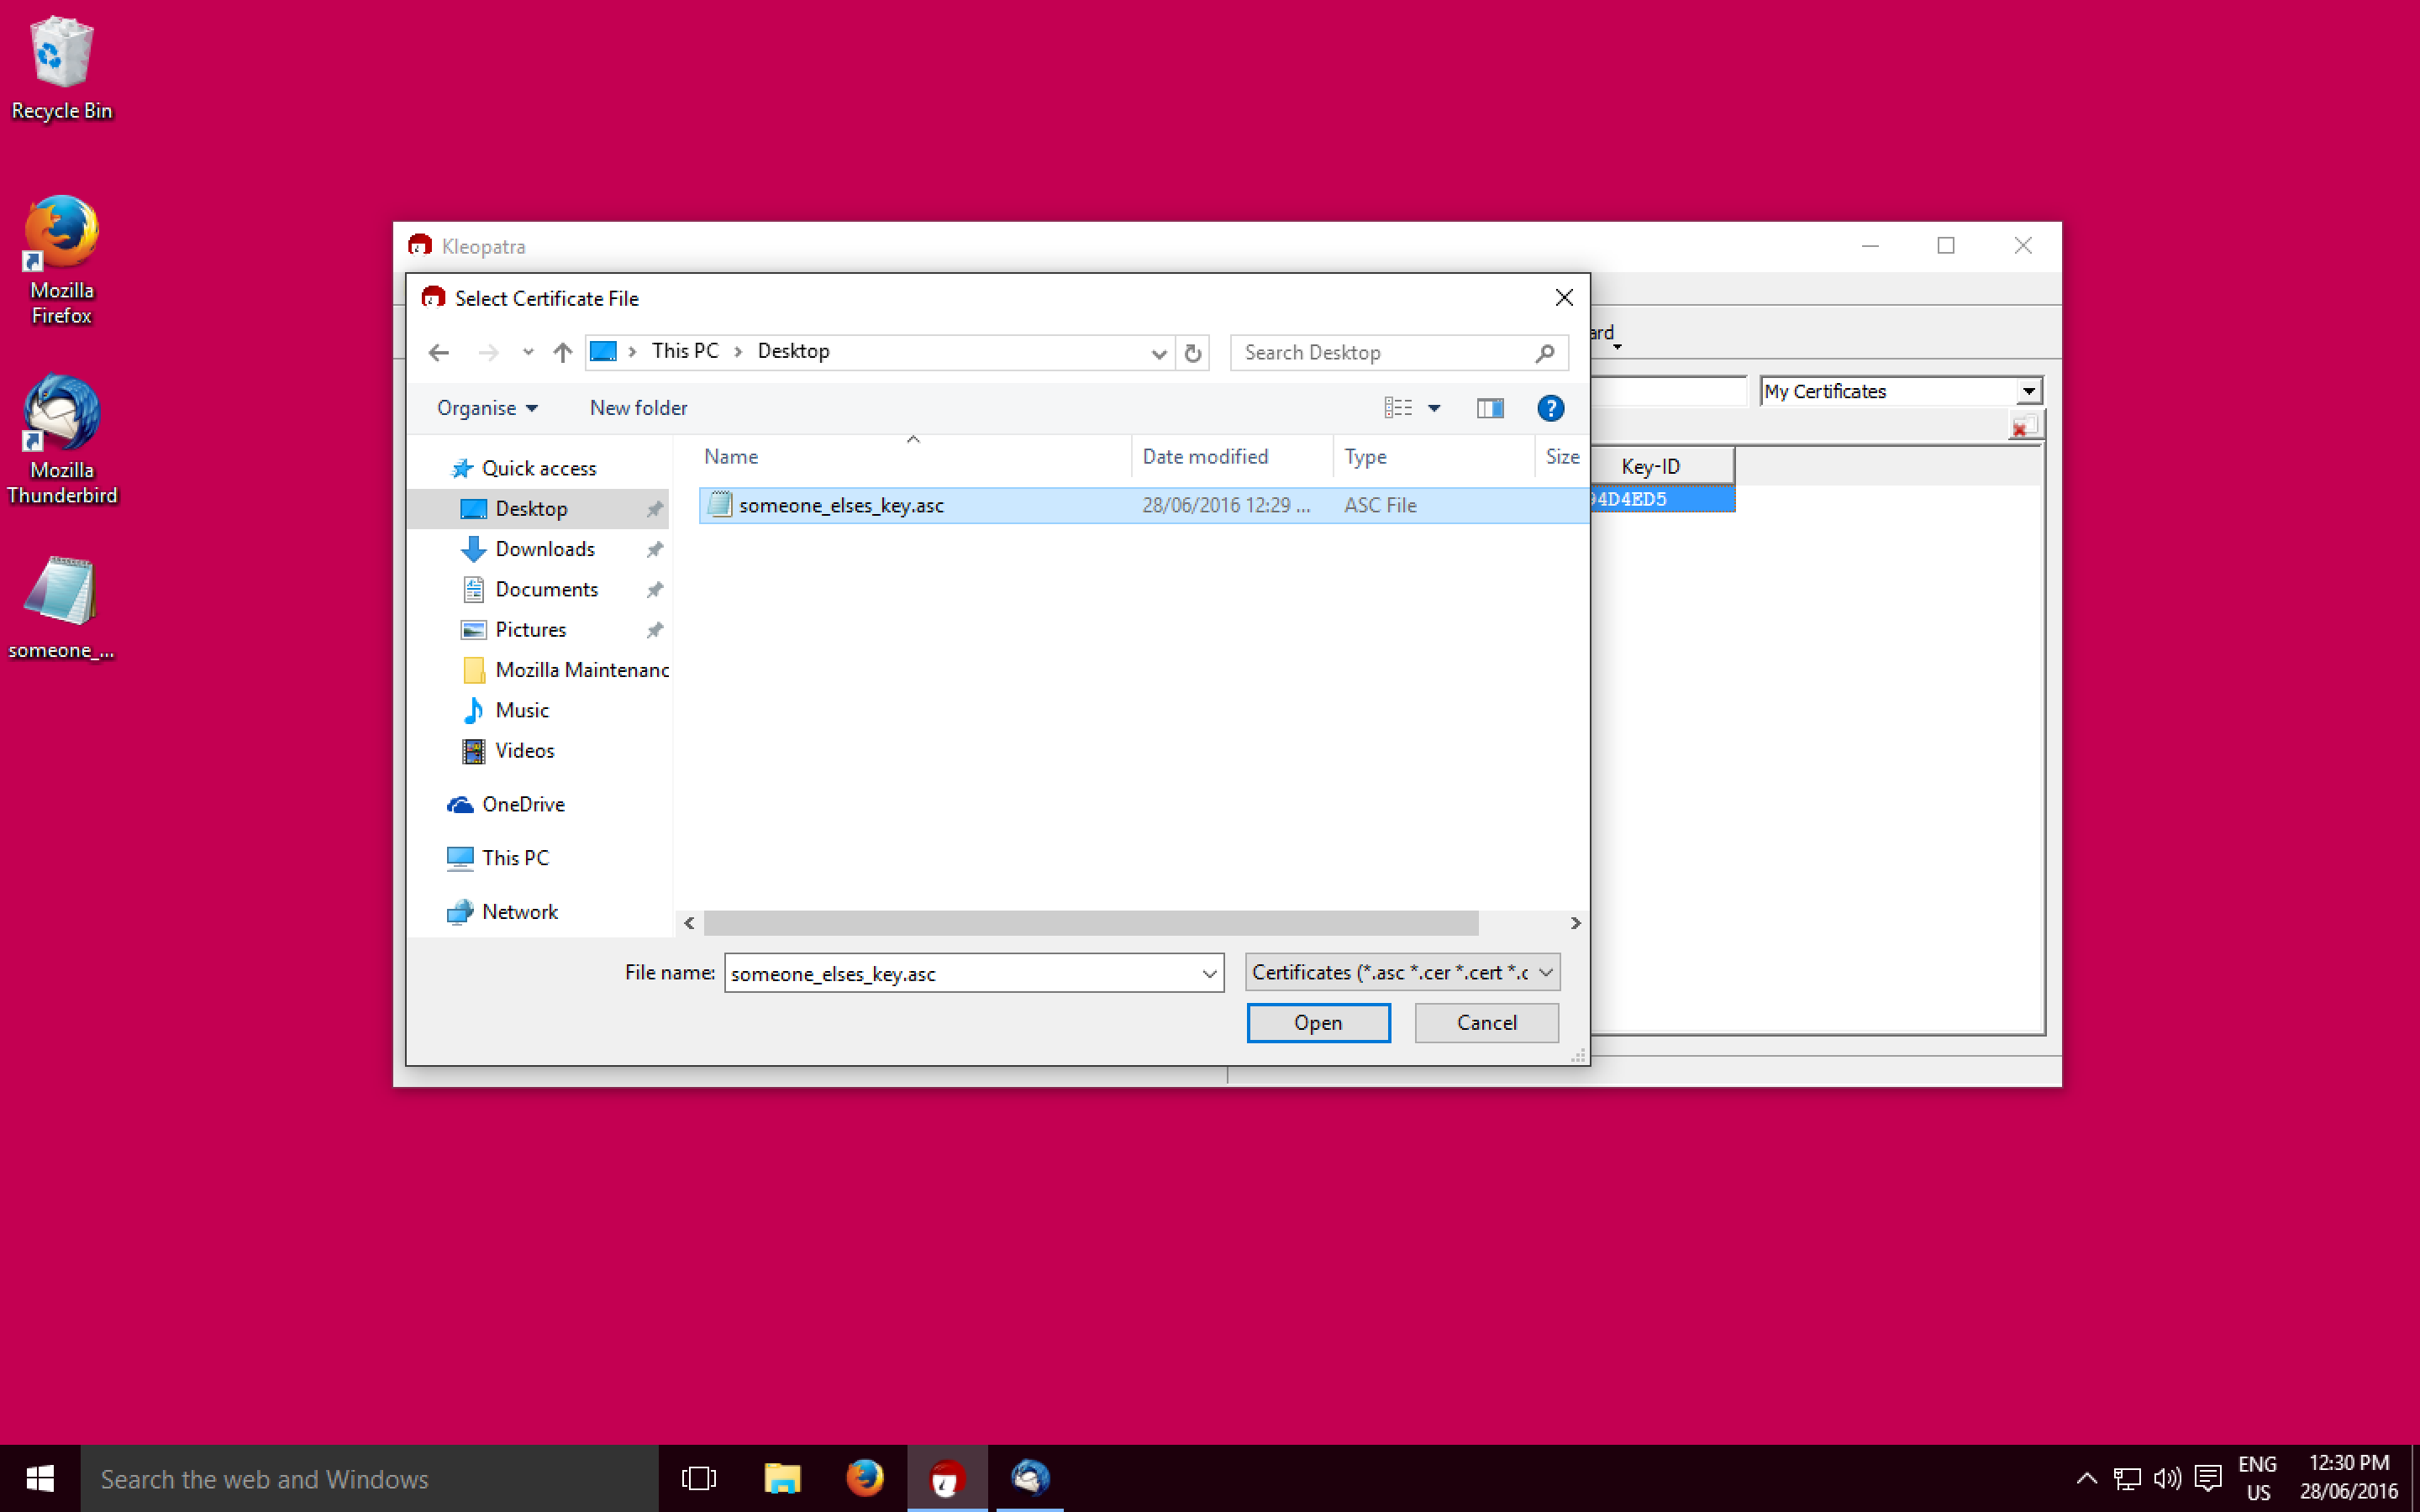 Recycle Bin
Mozilla
Firefox
Mozilla
Thunderbird
someone_...
Kleopatra
Select Certificate File
This PC
Desktop
Search Desktop
Organise
New folder
Name
Date modified
Type
Size
Quick access
Desktop
Downloads
Documents
Pictures
Mozilla Maintenanc
Music
Videos
OneDrive
This PC
Network
someone_elses_key.asc
28/06/2016 12:29 ...
ASC File
File name:
someone_elses_key.asc
Certificates (*.asc *.cer *.cert *.c
Open
Cancel
ard
My Certificates
Key-ID
94D4ED5
Search the web and Windows
ENG
US
12:30 PM
28/06/2016